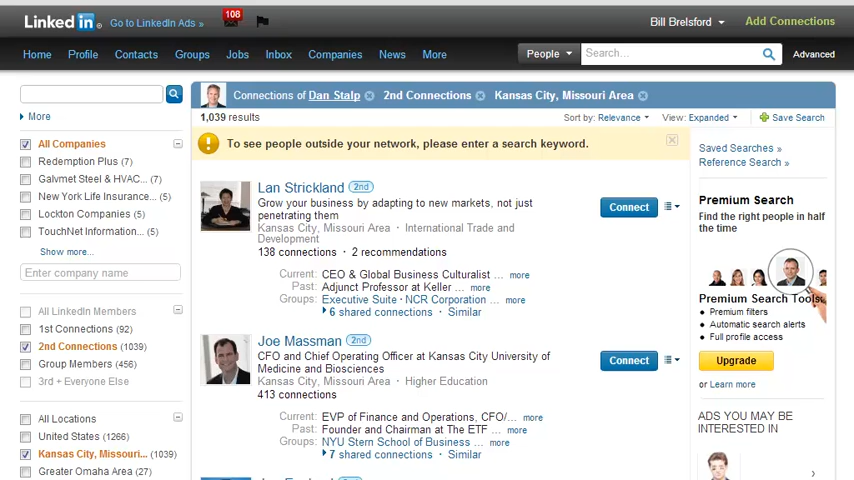 Linked in
Go to LinkedIn Ads »
108
Bill Brelsford
Add Connections
Home Profile Contacts Groups Jobs Inbox Companies News More
People
Search...
Advanced
More
Connections of Dan Stalp 2nd Connections Kansas City, Missouri Area
1,039 results
Sort by: Relevance
View: Expanded
Save Search
To see people outside your network, please enter a search keyword.
All Companies
Redemption Plus (7)
Galvmet Steel & HVAC... (7)
New York Life Insurance... (5)
Lockton Companies (5)
TouchNet Information... (5)
Show more...
Enter company name
All LinkedIn Members
1st Connections (92)
2nd Connections (1039)
Group Members (456)
3rd + Everyone Else
All Locations
United States (1266)
Kansas City, Missouri... (1039)
Greater Omaha Area (27)
Lan Strickland 2nd
Grow your business by adapting to new markets, not just
penetrating them
Kansas City, Missouri Area · International Trade and
Development
138 connections · 2 recommendations
Current: CEO & Global Business Culturalist ... more
Past: Adjunct Professor at Keller ... more
Groups: Executive Suite · NCR Corporation ... more
6 shared connections · Similar
Connect
Joe Massman 2nd
CFO and Chief Operating Officer at Kansas City University of
Medicine and Biosciences
Kansas City, Missouri Area · Higher Education
413 connections
Current: EVP of Finance and Operations, CFO/... more
Past: Founder and Chairman at The ETF ... more
Groups: NYU Stern School of Business ... more
7 shared connections · Similar
Connect
Saved Searches »
Reference Search »
Premium Search
Find the right people in half
the time
Premium Search Tools:
Premium filters
Automatic search alerts
Full profile access
Upgrade
or Learn more
ADS YOU MAY BE
INTERESTED IN